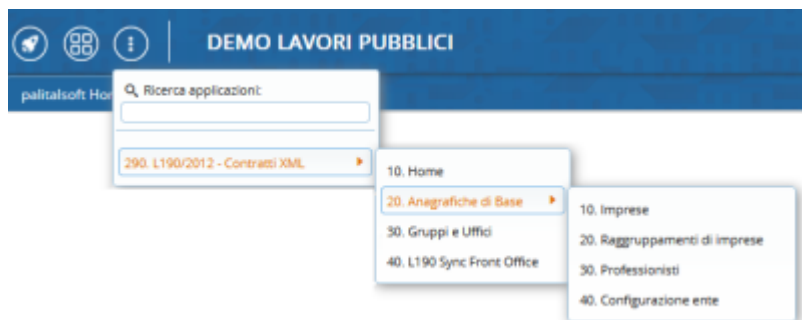 DEMO LAVORI PUBBLICI
palitalsoft Hor
Ricerca applicazioni:
290. L190/2012 - Contratti XML
10. Home
20. Anagrafiche di Base
30. Gruppi e Uffici
40. L190 Sync Front Office
10. Imprese
20. Raggruppamenti di imprese
30. Professionisti
40. Configurazione ente